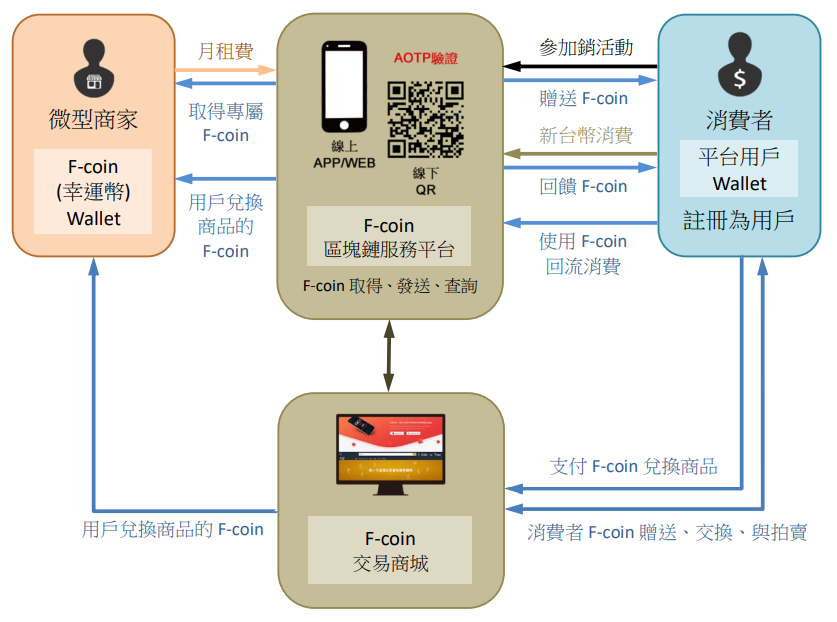 微型商家
F-coin
(幸運幣)
Wallet
月租費
取得專屬
F-coin
用戶兌換
商品的
F-coin
AOTP驗證
線上
APP/WEB
線下
QR
F-coin
區塊鏈服務平台
F-coin 取得、發送、查詢
參加銷活動
贈送 F-coin
新台幣消費
回饋 F-coin
使用 F-coin
回流消費
消費者
平台用戶
Wallet
註冊為用戶
用戶兌換商品的 F-coin
F-coin
交易商城
支付 F-coin 兌換商品
消費者 F-coin 贈送、交換、與拍賣